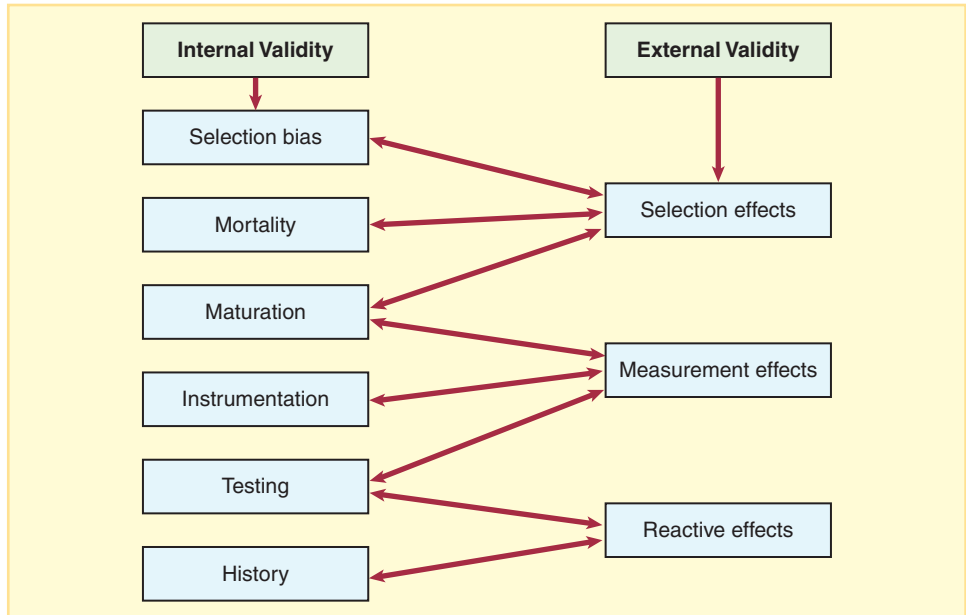 Internal Validity
Selection bias
Mortality
Maturation
Instrumentation
Testing
History
External Validity
Selection effects
Measurement effects
Reactive effects